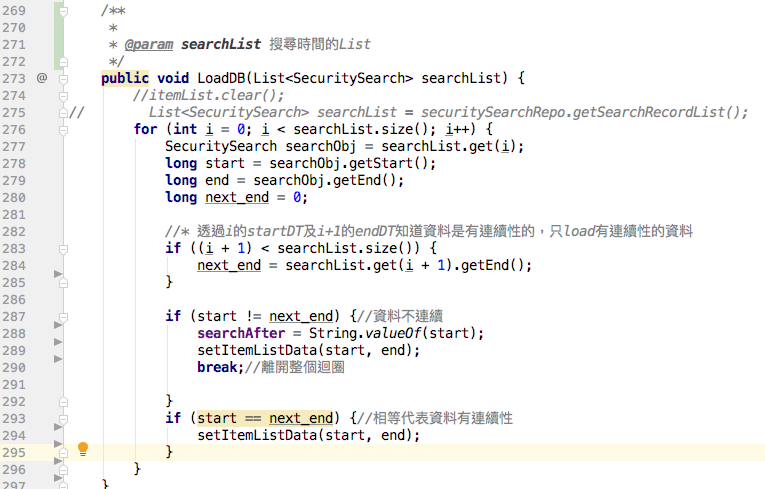 269 /**
270 *
271 * @param searchList 搜尋時間的List
272 */
273 @ public void LoadDB(List<SecuritySearch> searchList) {
274 //itemList.clear();
275 // List<SecuritySearch> searchList = securitySearchRepo.getSearchRecordList();
276 for (int i = 0; i < searchList.size(); i++) {
277 SecuritySearch searchObj = searchList.get(i);
278 long start = searchObj.getStart();
279 long end = searchObj.getEnd();
280 long next_end = 0;
281
282 //* 透過i的startDT及i+1的endDT知道資料是有連續性的，只load有連續性的資料
283 if ((i + 1) < searchList.size()) {
284 next_end = searchList.get(i + 1).getEnd();
285 }
286
287 if (start != next_end) {//資料不連續
288 searchAfter = String.valueOf(start);
289 setItemListData(start, end);
290 break;//離開整個迴圈
291
292 }
293 if (start == next_end) {//相等代表資料有連續性
294 setItemListData(start, end);
295 }
296 }
297 }